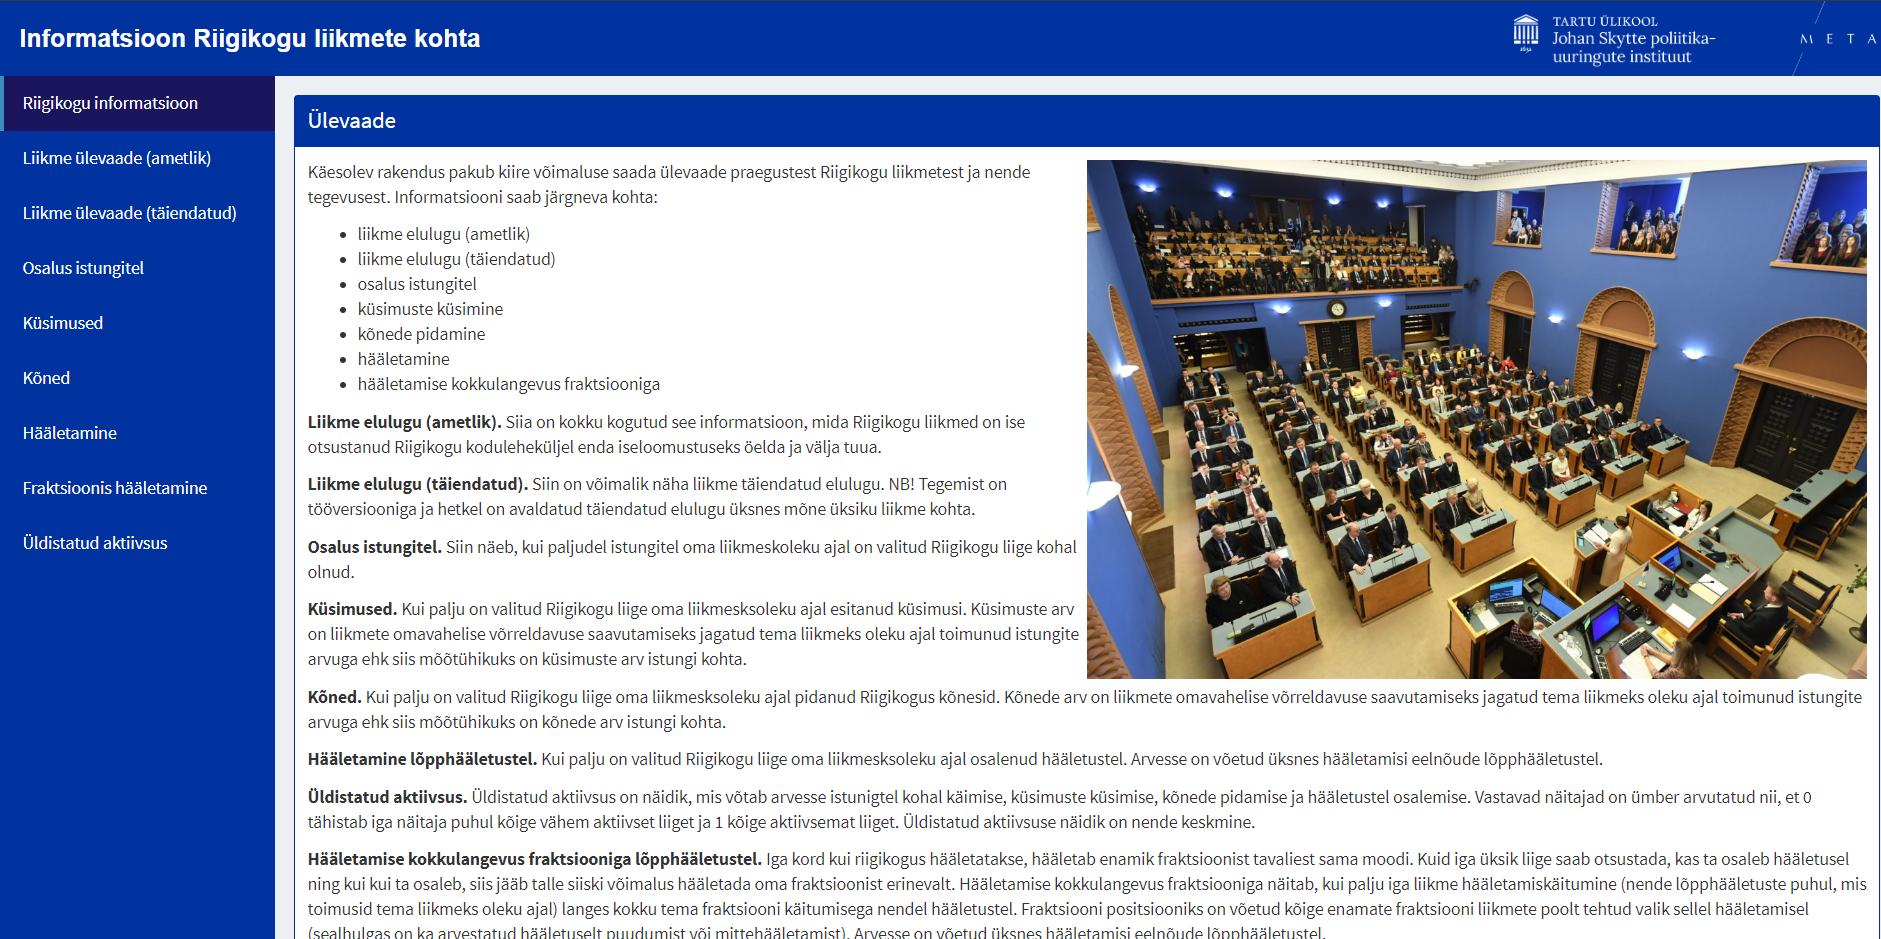 Informatsioon Riigikogu liikmete kohta
TARTU ÜLIKOOL
Johan Skytte poliitika-
uuringute instituut
1632
META
Riigikogu informatsioon
Liikme ülevaade (ametlik)
Liikme ülevaade (täiendatud)
Osalus istungitel
Küsimused
Kõned
Hääletamine
Fraktsioonis hääletamine
Üldistatud aktiivsus
Ülevaade
Käesolev rakendus pakub kiire võimaluse saada ülevaade praegustest Riigikogu liikmetest ja nende
tegevusest. Informatsiooni saab järgneva kohta:
• liikme elulugu (ametlik)
• liikme elulugu (täiendatud)
• osalus istungitel
• küsimuste küsimine
• kõnede pidamine
• hääletamine
• hääletamise kokkulangevus fraktsiooniga
Liikme elulugu (ametlik). Siia on kokku kogutud see informatsioon, mida Riigikogu liikmed on ise
otsustanud Riigikogu koduleheküljel enda iseloomustuseks öelda ja välja tuua.
Liikme elulugu (täiendatud). Siin on võimalik näha liikme täiendatud elulugu. NB! Tegemist on
tööversiooniga ja hetkel on avaldatud täiendatud elulugu üksnes mõne üksiku liikme kohta.
Osalus istungitel. Siin näeb, kui paljudel istungitel oma liikmeskoleku ajal on valitud Riigikogu liige kohal
olnud.
Küsimused. Kui palju on valitud Riigikogu liige oma liikmesksoleku ajal esitanud küsimusi. Küsimuste arv
on liikmete omavahelise võrreldavuse saavutamiseks jagatud tema liikmeks oleku ajal toimunud istungite
arvuga ehk siis mõõtühikuks on küsimuste arv istungi kohta.
Kõned. Kui palju on valitud Riigikogu liige oma liikmesksoleku ajal pidanud Riigikogus kõnesid. Kõnede arv on liikmete omavahelise võrreldavuse saavutamiseks jagatud tema liikmeks oleku ajal toimunud istungite
arvuga ehk siis mõõtühikuks on kõnede arv istungi kohta.
Hääletamine lõpphääletustel. Kui palju on valitud Riigikogu liige oma liikmesksoleku ajal osalenud hääletustel. Arvesse on võetud üksnes hääletamisi eelnõude lõpphääletustel.
Üldistatud aktiivsus. Üldistatud aktiivsus on näidik, mis võtab arvesse istunigtel kohal käimise, küsimuste küsimise, kõnede pidamise ja hääletustel osalemise. Vastavad näitajad on ümber arvutatud nii, et 0
tähistab iga näitaja puhul kõige vähem aktiivset liiget ja 1 kõige aktiivsemat liiget. Üldistatud aktiivsuse näidik on nende keskmine.
Hääletamise kokkulangevus fraktsiooniga lõpphääletustel. Iga kord kui riigikogus hääletatakse, hääletab enamik fraktsioonist tavaliest sama moodi. Kuid iga üksik liige saab otsustada, kas ta osaleb hääletusel
ning kui kui ta osaleb, siis jääb talle siiski võimalus hääletada oma fraktsioonist erinevalt. Hääletamise kokkulangevus fraktsiooniga näitab, kui palju iga liikme hääletamiskäitumine (nende lõpphääletuste puhul, mis
toimusid tema liikmeks oleku ajal) langes kokku tema fraktsiooni käitumisega nendel hääletustel. Fraktsiooni positsiooniks on võetud kõige enamate fraktsiooni liikmete poolt tehtud valik sellel hääletamisel
(sealhulgas on ka arvestatud hääletuselt puudumist või mittehääletamist). Arvesse on võetud üksnes hääletamisi eelnõude lõpphääletustel.